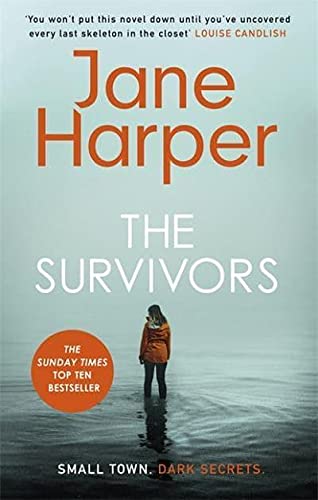 'You won't put this novel down until you've uncovered
every last skeleton in the closet' LOUISE CANDLISH
Jane
Harper
THE
SURVIVORS
THE
SUNDAY TIMES
TOP TEN
BESTSELLER
SMALL TOWN. DARK SECRETS.